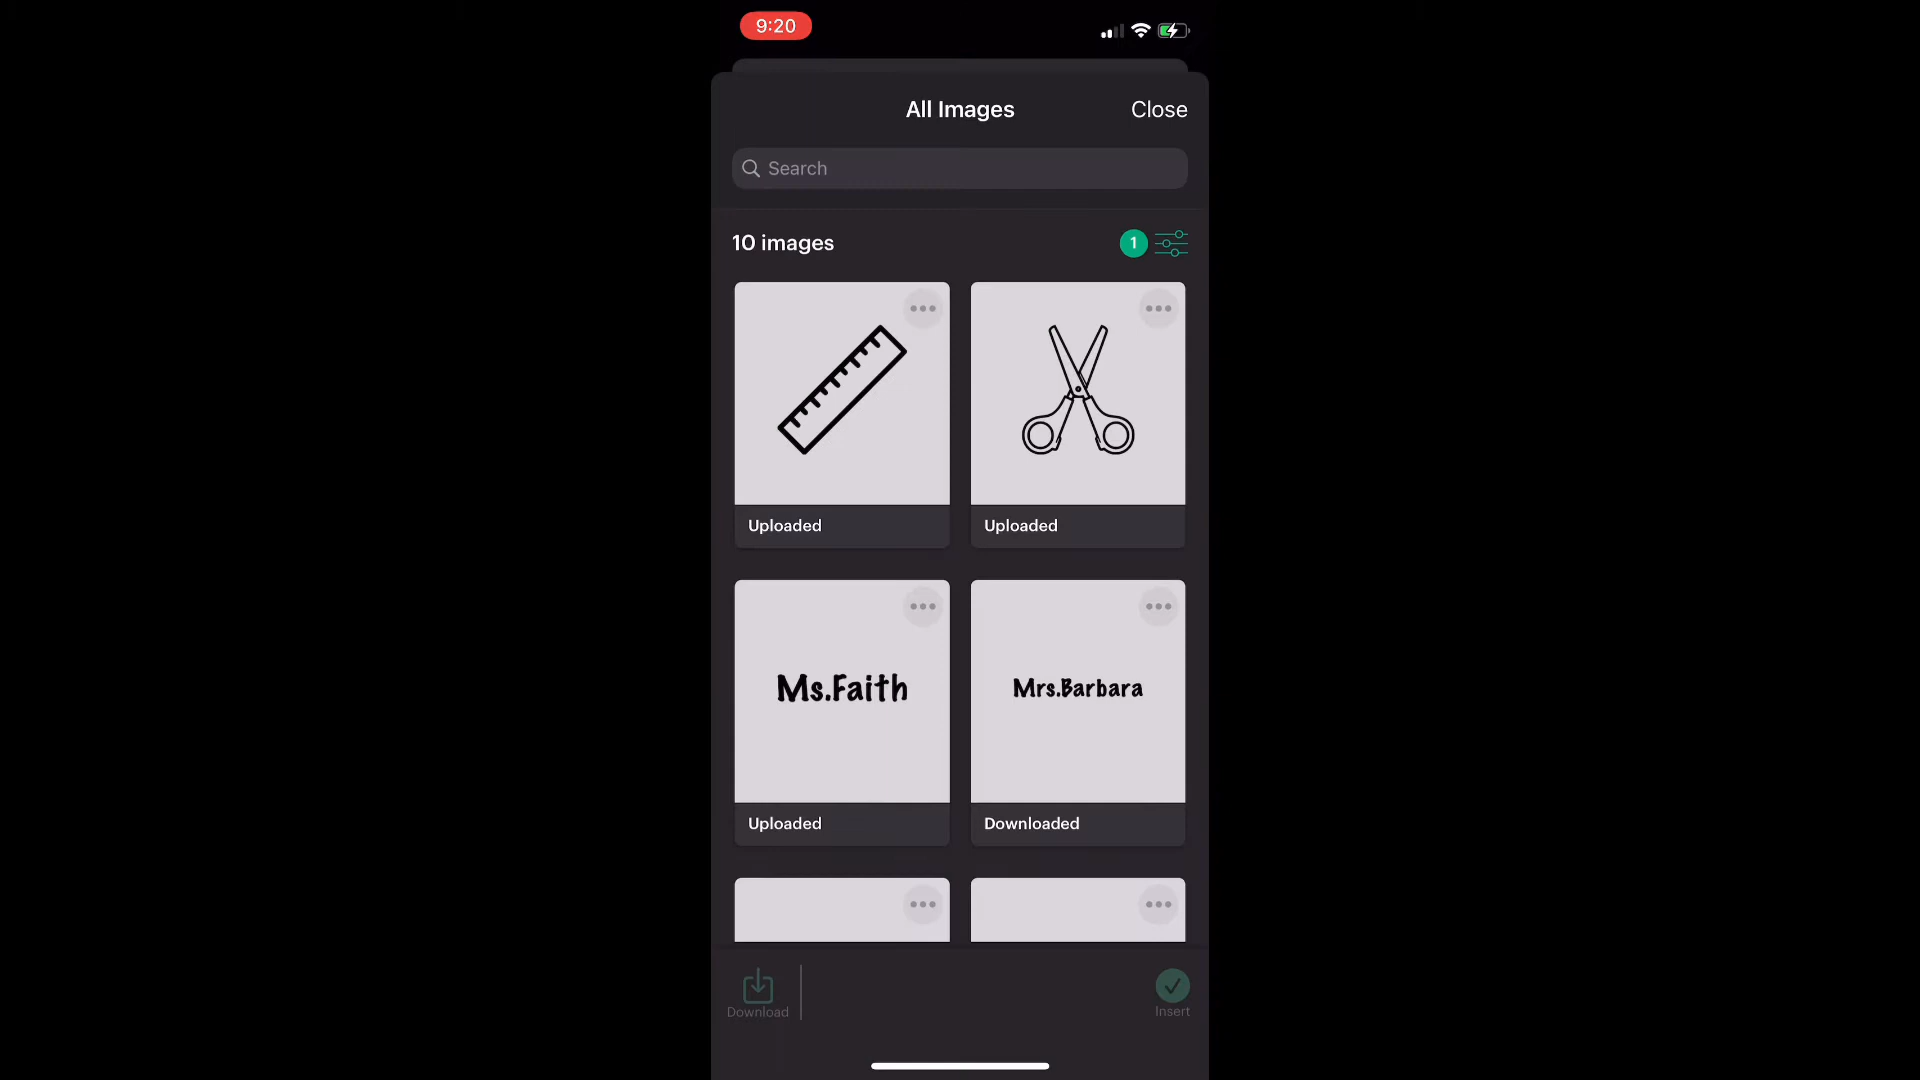 9:20
All Images
Close
Search
10 images
1
Uploaded
Uploaded
Ms.Faith
Mrs.Barbara
Uploaded
Downloaded
Download
Insert